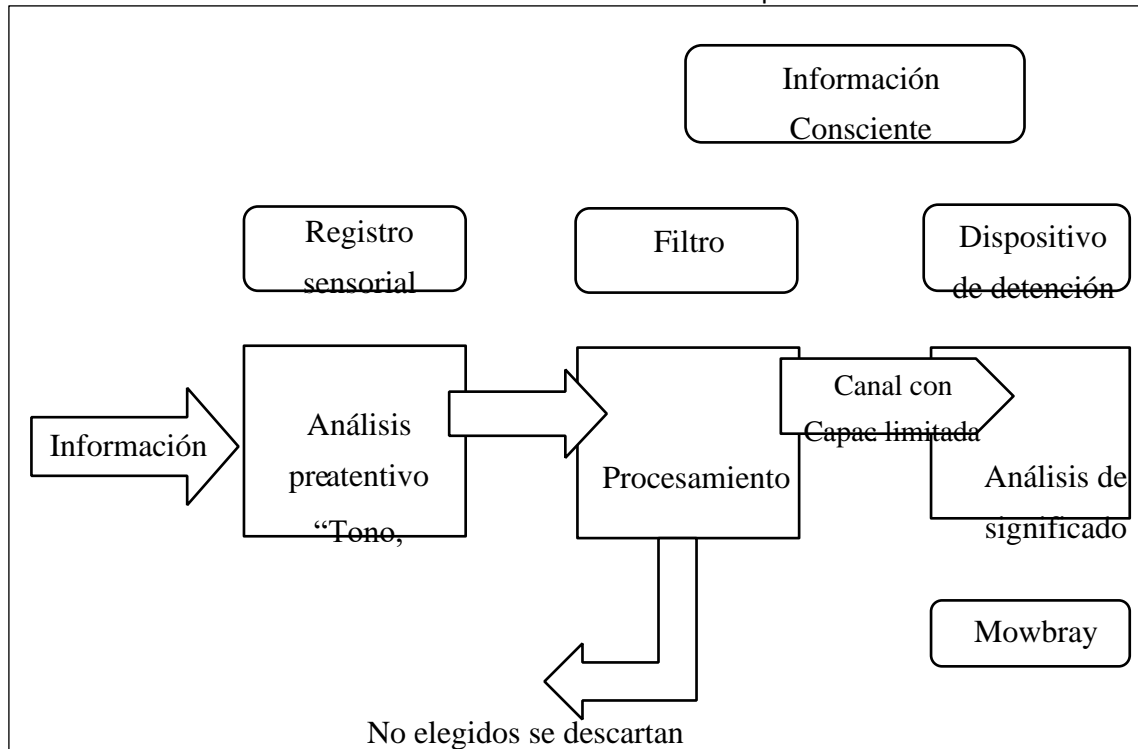 Información
Consciente
Registro
sensorial
Filtro
Dispositivo
de detención
Información
Análisis
preatentivo
“Tono,
Procesamiento
Canal con
Capac. limitada
Análisis de
significado
Mowbray
No elegidos se descartan